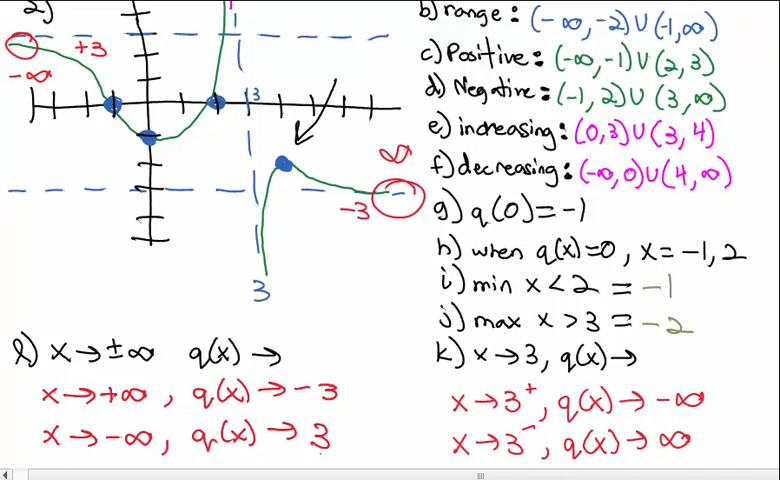 2.)
b) range: (-∞, -2) ∪ (-1, ∞)
+3
-∞
c) Positive: (-∞, -1) ∪ (2, 3)
3
d) Negative: (-1, 2) ∪ (3, ∞)
e) increasing: (0, 3) ∪ (3, 4)
∞
f) decreasing: (-∞, 0) ∪ (4, ∞)
-3
g) q(0) = -1
h) when q(x)=0, x = -1, 2
3
i) min x < 2 = -1
j) max x > 3 = -2
l) x → ±∞ q(x) →
k) x → 3, q(x) →
x → +∞, q(x) → -3
x → 3⁺, q(x) → -∞
x → -∞, q(x) → 3
x → 3⁻, q(x) → ∞